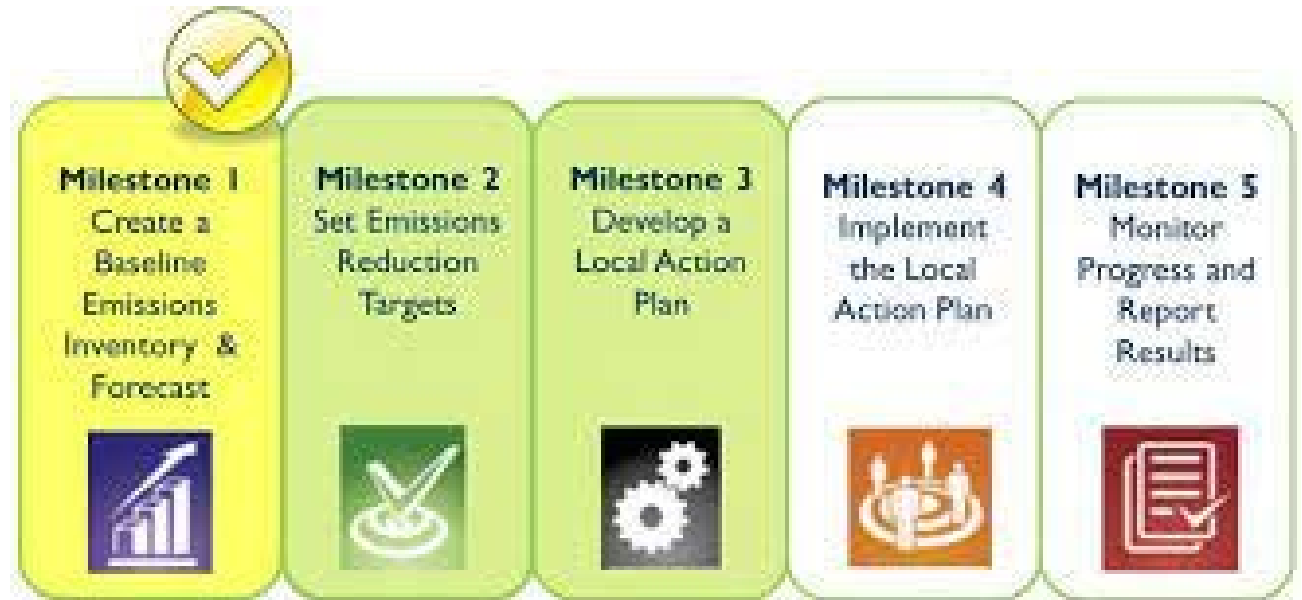 Milestone 1
Create a
Baseline
Emissions
Inventory &
Forecast
Milestone 2
Set Emissions
Reduction
Targets
Milestone 3
Develop a
Local Action
Plan
Milestone 4
Implement
the Local
Action Plan
Milestone 5
Monitor
Progress and
Report
Results